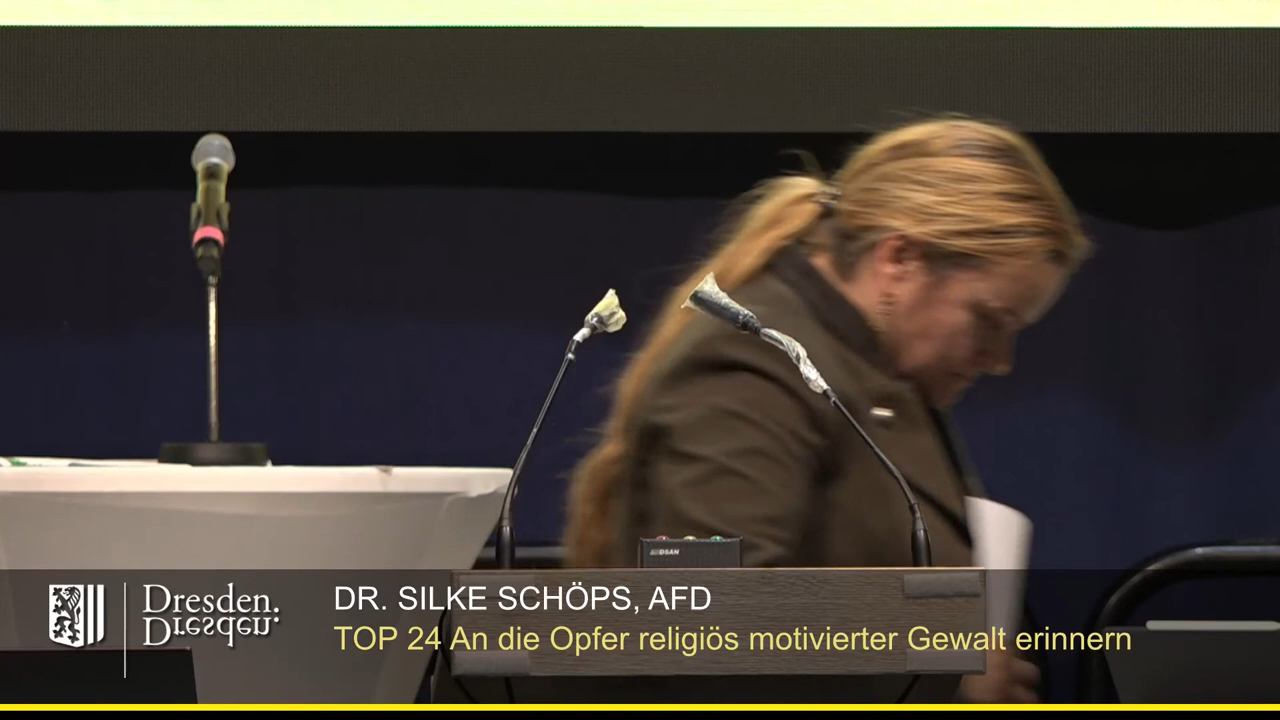 DSAN
Dresden.
Dresden.
DR. SILKE SCHÖPS, AFD
TOP 24 An die Opfer religiös motivierter Gewalt erinnern